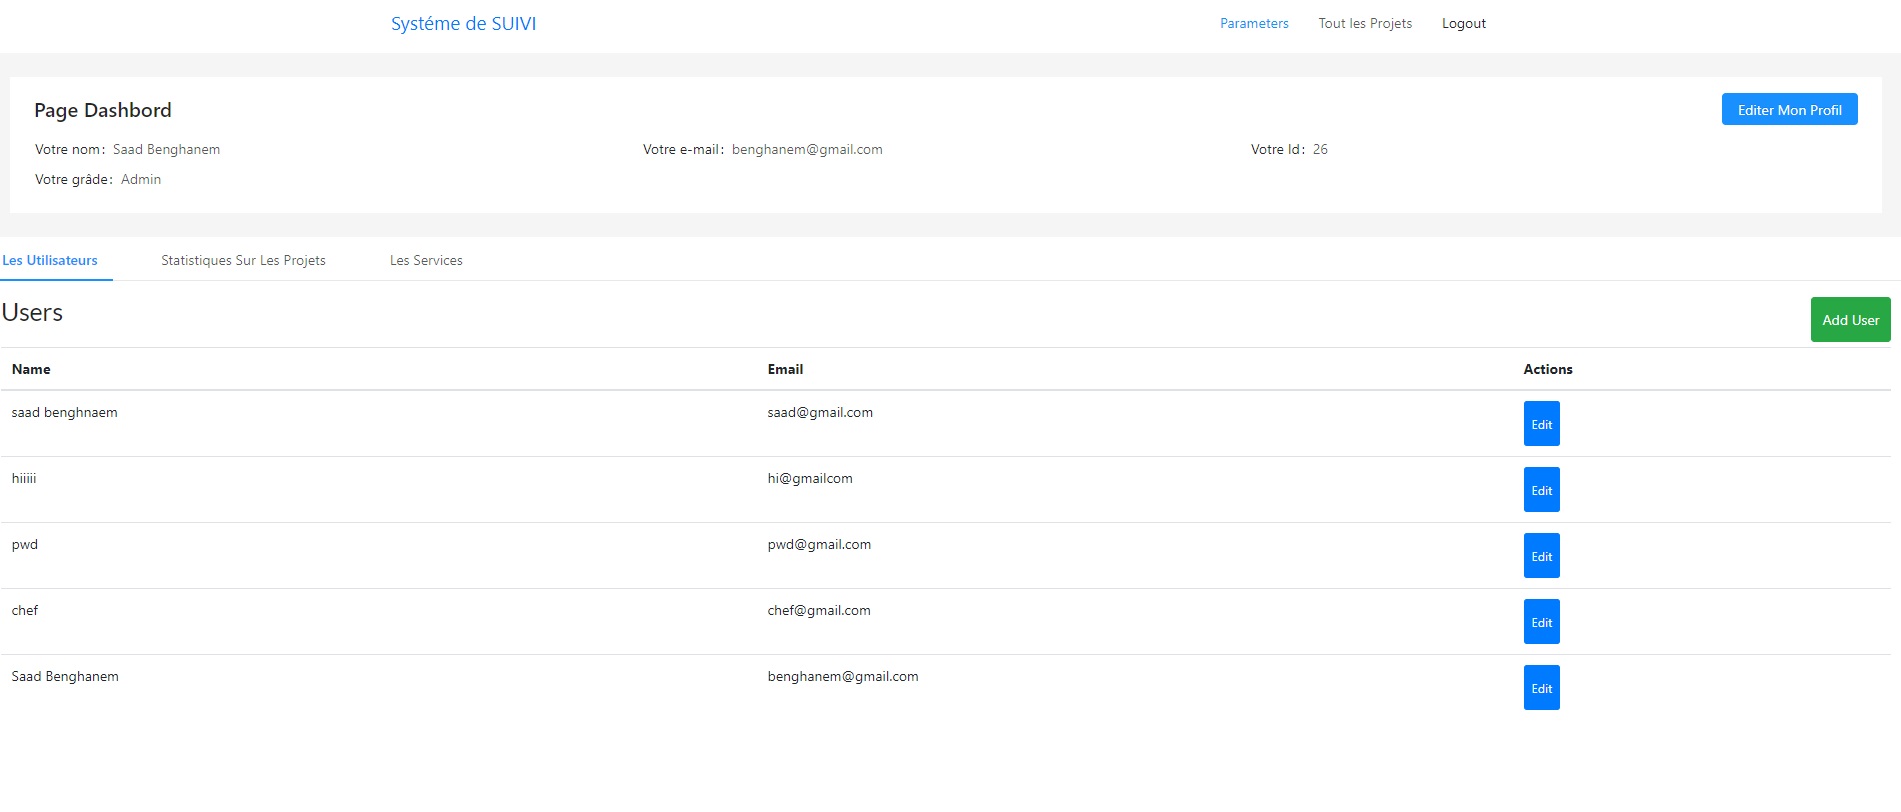 Systéme de SUIVI Parameters Tout les Projets Logout
Page Dashbord Editer Mon Profil
Votre nom: Saad Benghanem Votre e-mail: benghanem@gmail.com Votre Id: 26
Votre grâde: Admin
Les Utilisateurs Statistiques Sur Les Projets Les Services
Users Add User
Name Email Actions
saad benghnaem saad@gmail.com Edit
hiiiii hi@gmailcom Edit
pwd pwd@gmail.com Edit
chef chef@gmail.com Edit
Saad Benghanem benghanem@gmail.com Edit